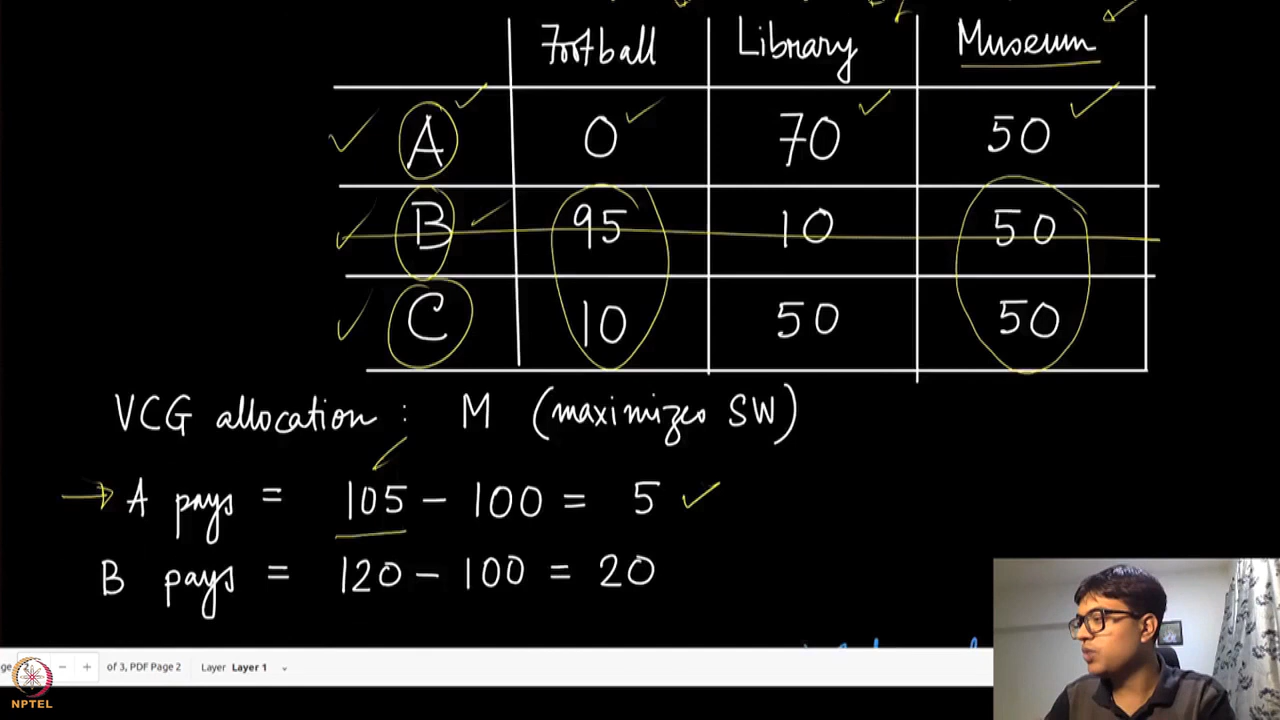 Football Library Museum
A 0 70 50
B 95 10 50
C 10 50 50
VCG allocation : M (maximizes SW)
→ A pays = 105 − 100 = 5 ✓
B pays = 120 − 100 = 20
of 3, PDF Page 2 Layer Layer 1
NPTEL